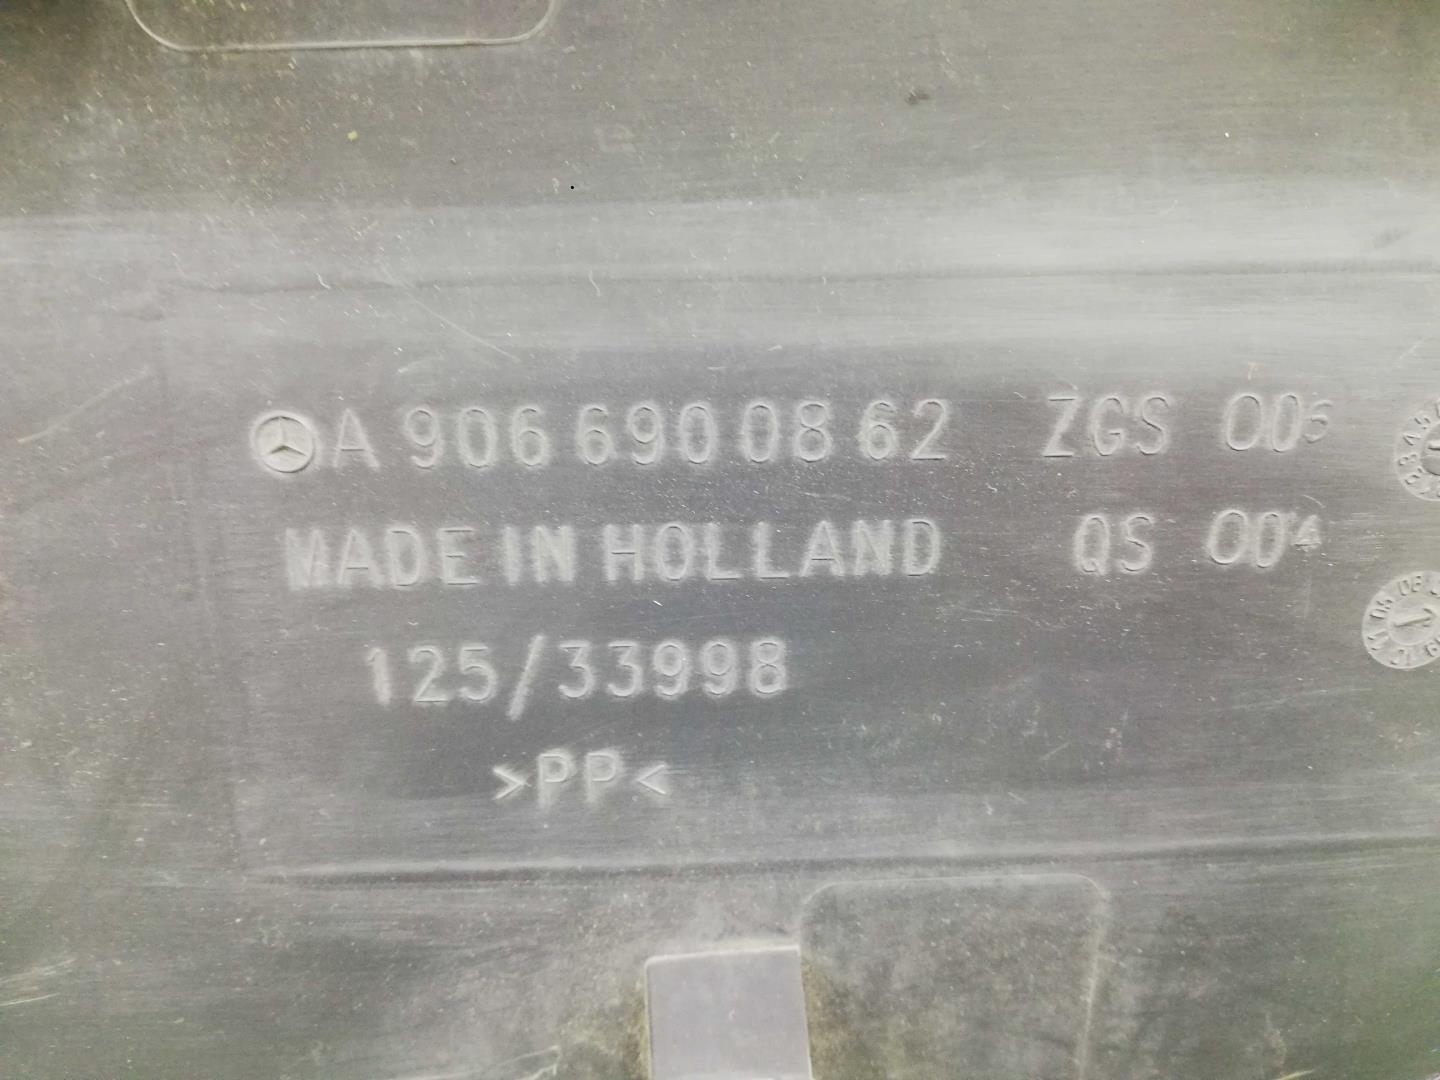 A 906 690 08 62 ZGS 005
MADE IN HOLLAND QS 004
125/33998
>PP<